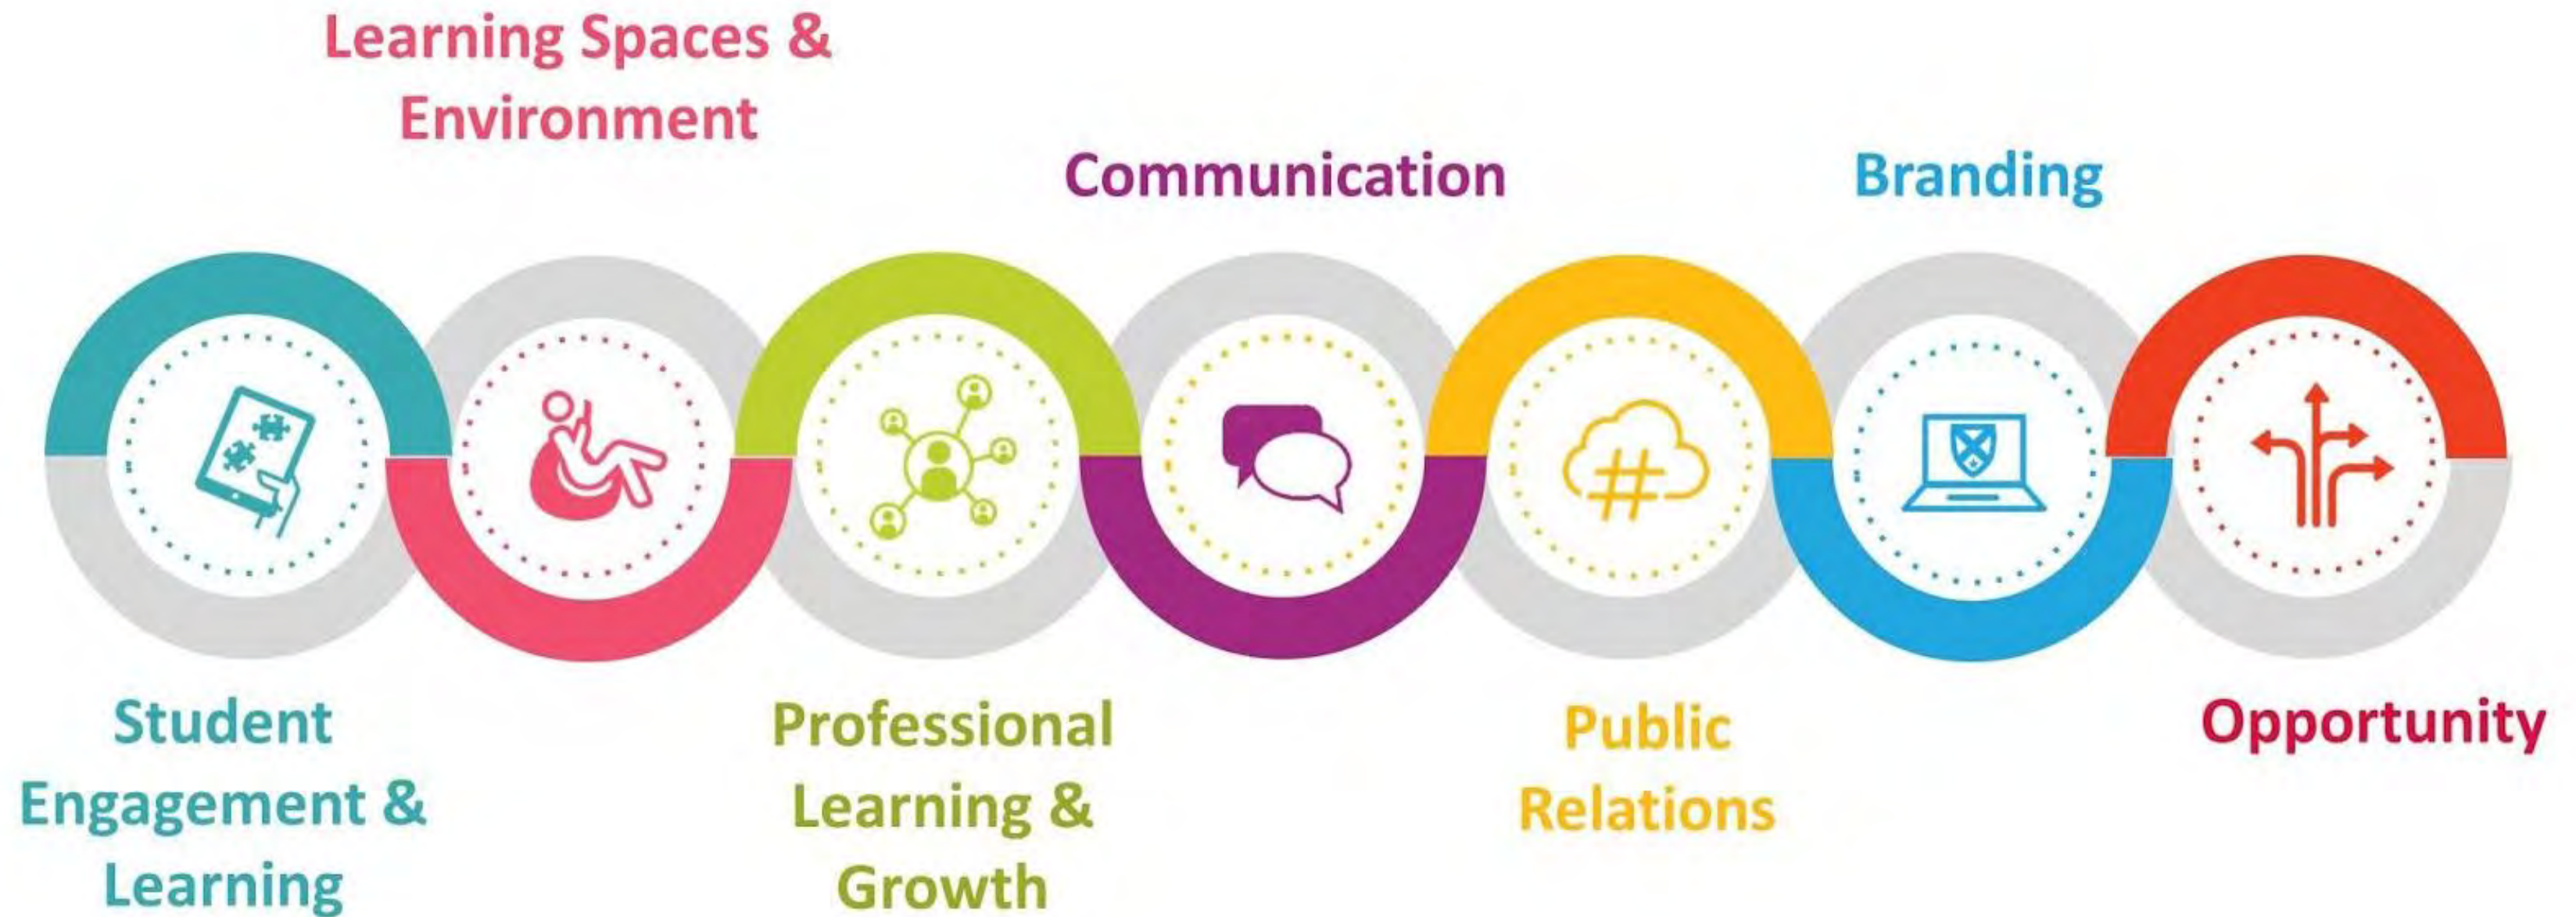 Learning Spaces &
Environment
Communication
Branding
#
Student
Engagement &
Learning
Professional
Learning &
Growth
Public
Relations
Opportunity